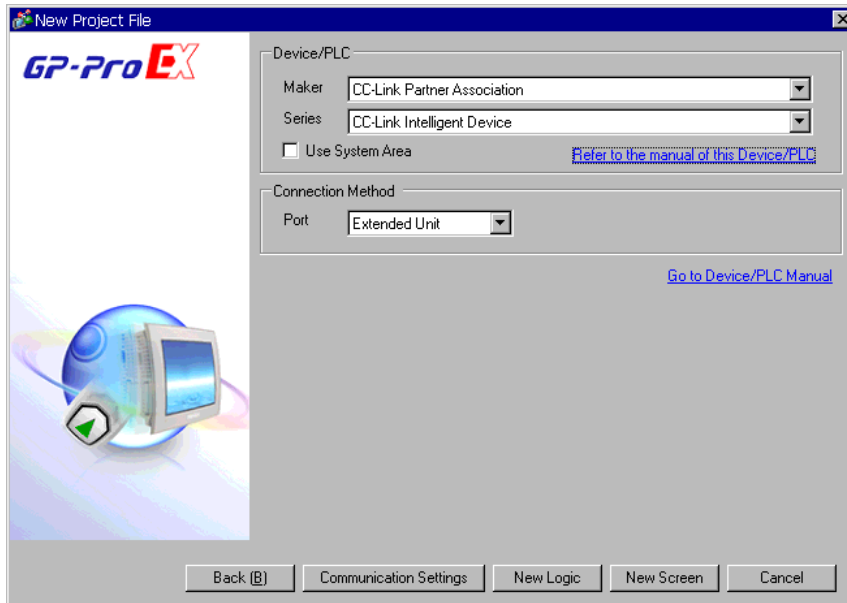 New Project File
GP-Pro EX
Device/PLC
Maker CC-Link Partner Association
Series CC-Link Intelligent Device
Use System Area Refer to the manual of this Device/PLC
Connection Method
Port Extended Unit
Go to Device/PLC Manual
Back (B) Communication Settings New Logic New Screen Cancel